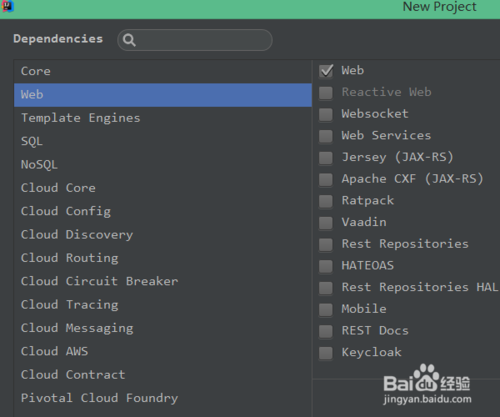 New Project
Dependencies
Core
Web
Template Engines
SQL
NoSQL
Cloud Core
Cloud Config
Cloud Discovery
Cloud Routing
Cloud Circuit Breaker
Cloud Tracing
Cloud Messaging
Cloud AWS
Cloud Contract
Pivotal Cloud Foundry
Web
Reactive Web
Websocket
Web Services
Jersey (JAX-RS)
Apache CXF (JAX-RS)
Ratpack
Vaadin
Rest Repositories
HATEOAS
Rest Repositories HAL
Mobile
REST Docs
Keycloak
Baidu经验
jingyan.baidu.com